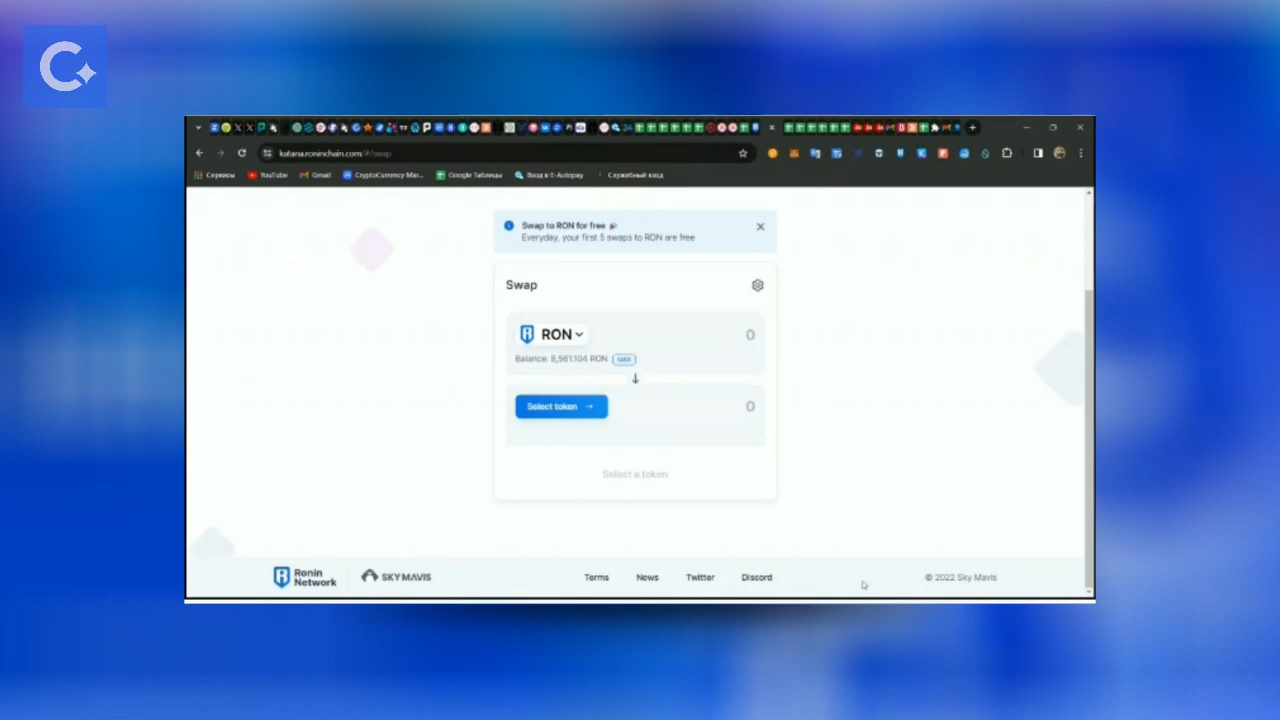 katana.roninchain.com/#/swap
Сервисы YouTube Gmail CryptoCurrency Mar... Google Таблицы Вход в E-Autopay Служебный вход
Swap to RON for free
Everyday, your first 5 swaps to RON are free
Swap
RON 0
Balance: 8,561.104 RON MAX
Select token → 0
Select a token
Ronin Network SKY MAVIS Terms News Twitter Discord © 2022 Sky Mavis